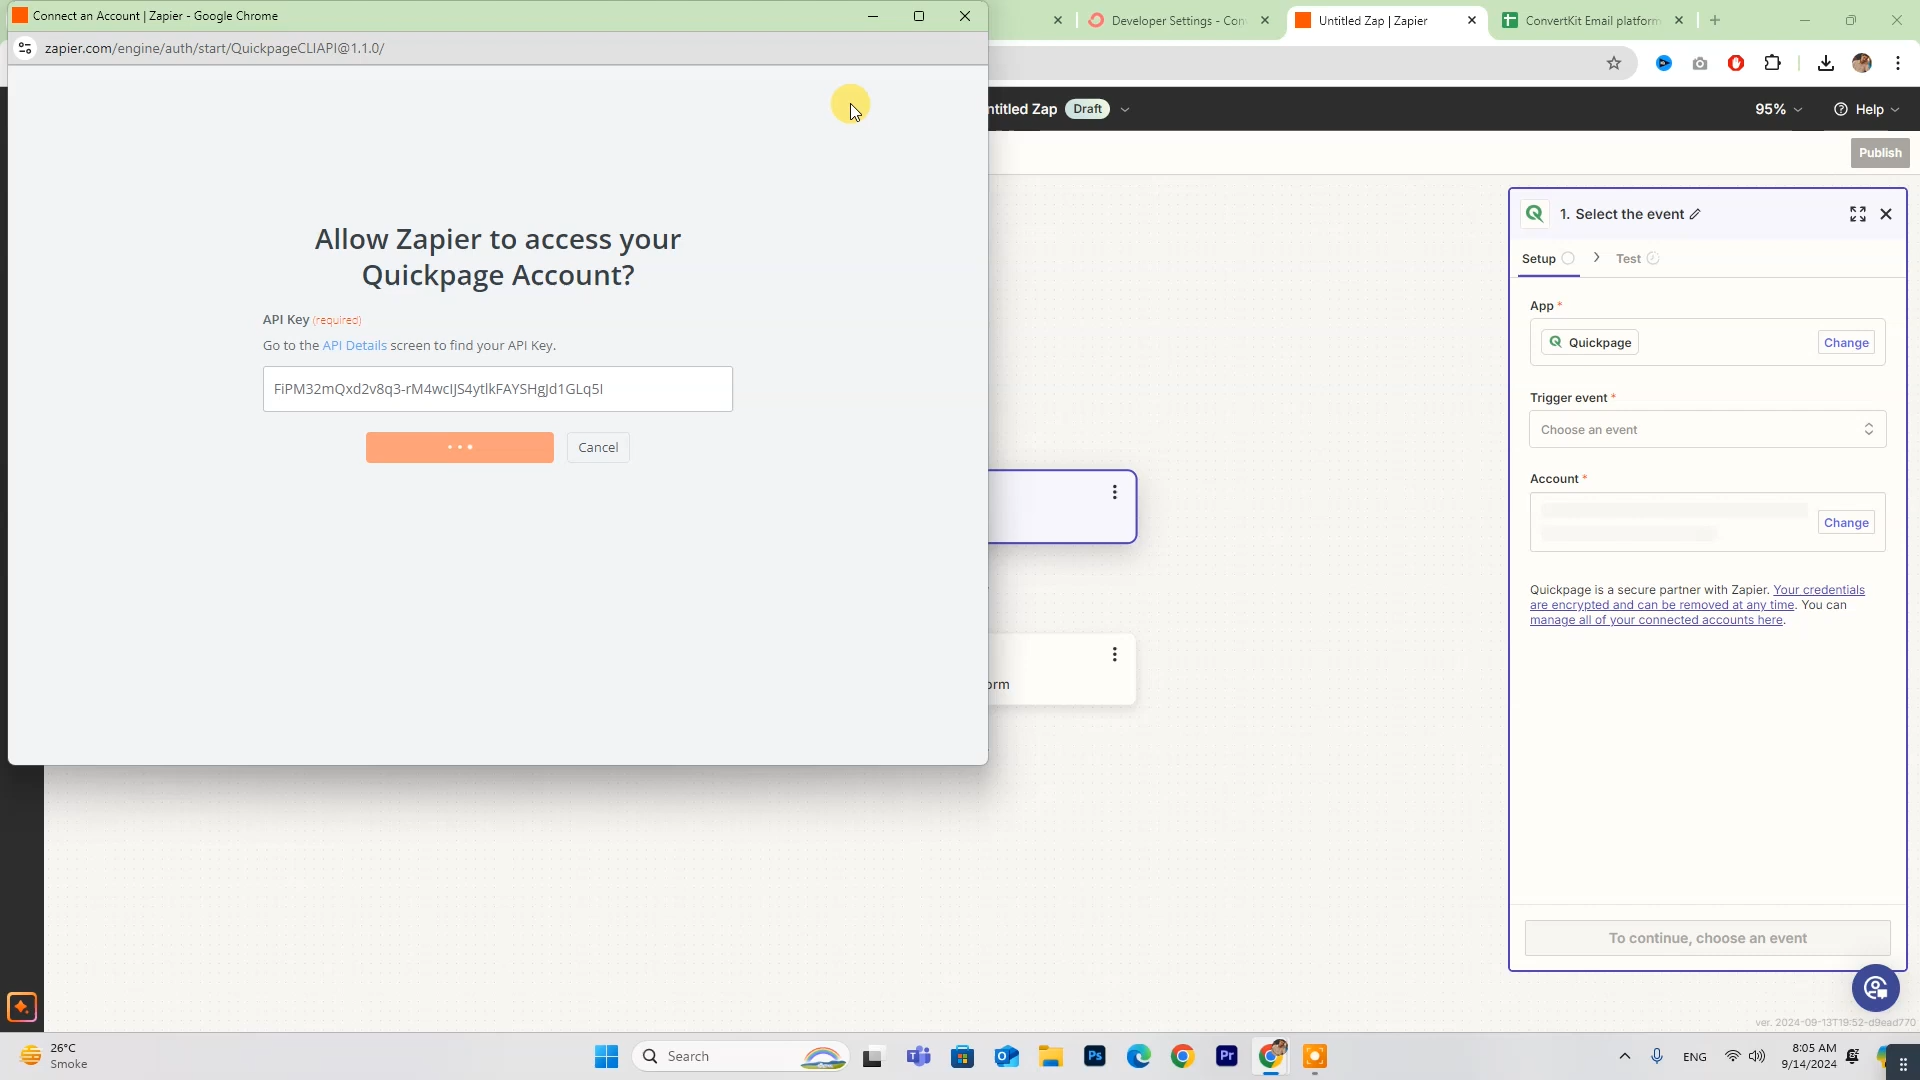 Connect an Account | Zapier - Google Chrome
zapier.com/engine/auth/start/QuickpageCLIAPI@1.1.0/
Developer Settings - Con
Untitled Zap | Zapier
ConvertKit Email platform
ntitled Zap
Draft
95%
Help
Publish
Allow Zapier to access your
Quickpage Account?
API Key (required)
Go to the API Details screen to find your API Key.
FiPM32mQxd2v8q3-rM4wcIJS4ytlkFAYSHgJd1GLq5I
Cancel
orm
1. Select the event
Setup
Test
App *
Quickpage
Change
Trigger event *
Choose an event
Account *
Change
Quickpage is a secure partner with Zapier. Your credentials
are encrypted and can be removed at any time. You can
manage all of your connected accounts here.
To continue, choose an event
ver. 2024-09-13T19:52-d9ead770
26°C
Smoke
Search
ENG
8:05 AM
9/14/2024